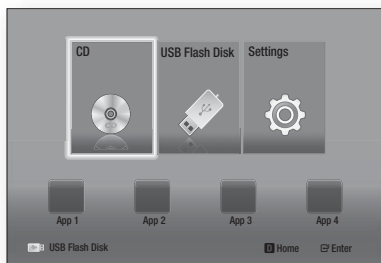 CD USB Flash Disk Settings
App 1 App 2 App 3 App 4
USB Flash Disk D Home Enter